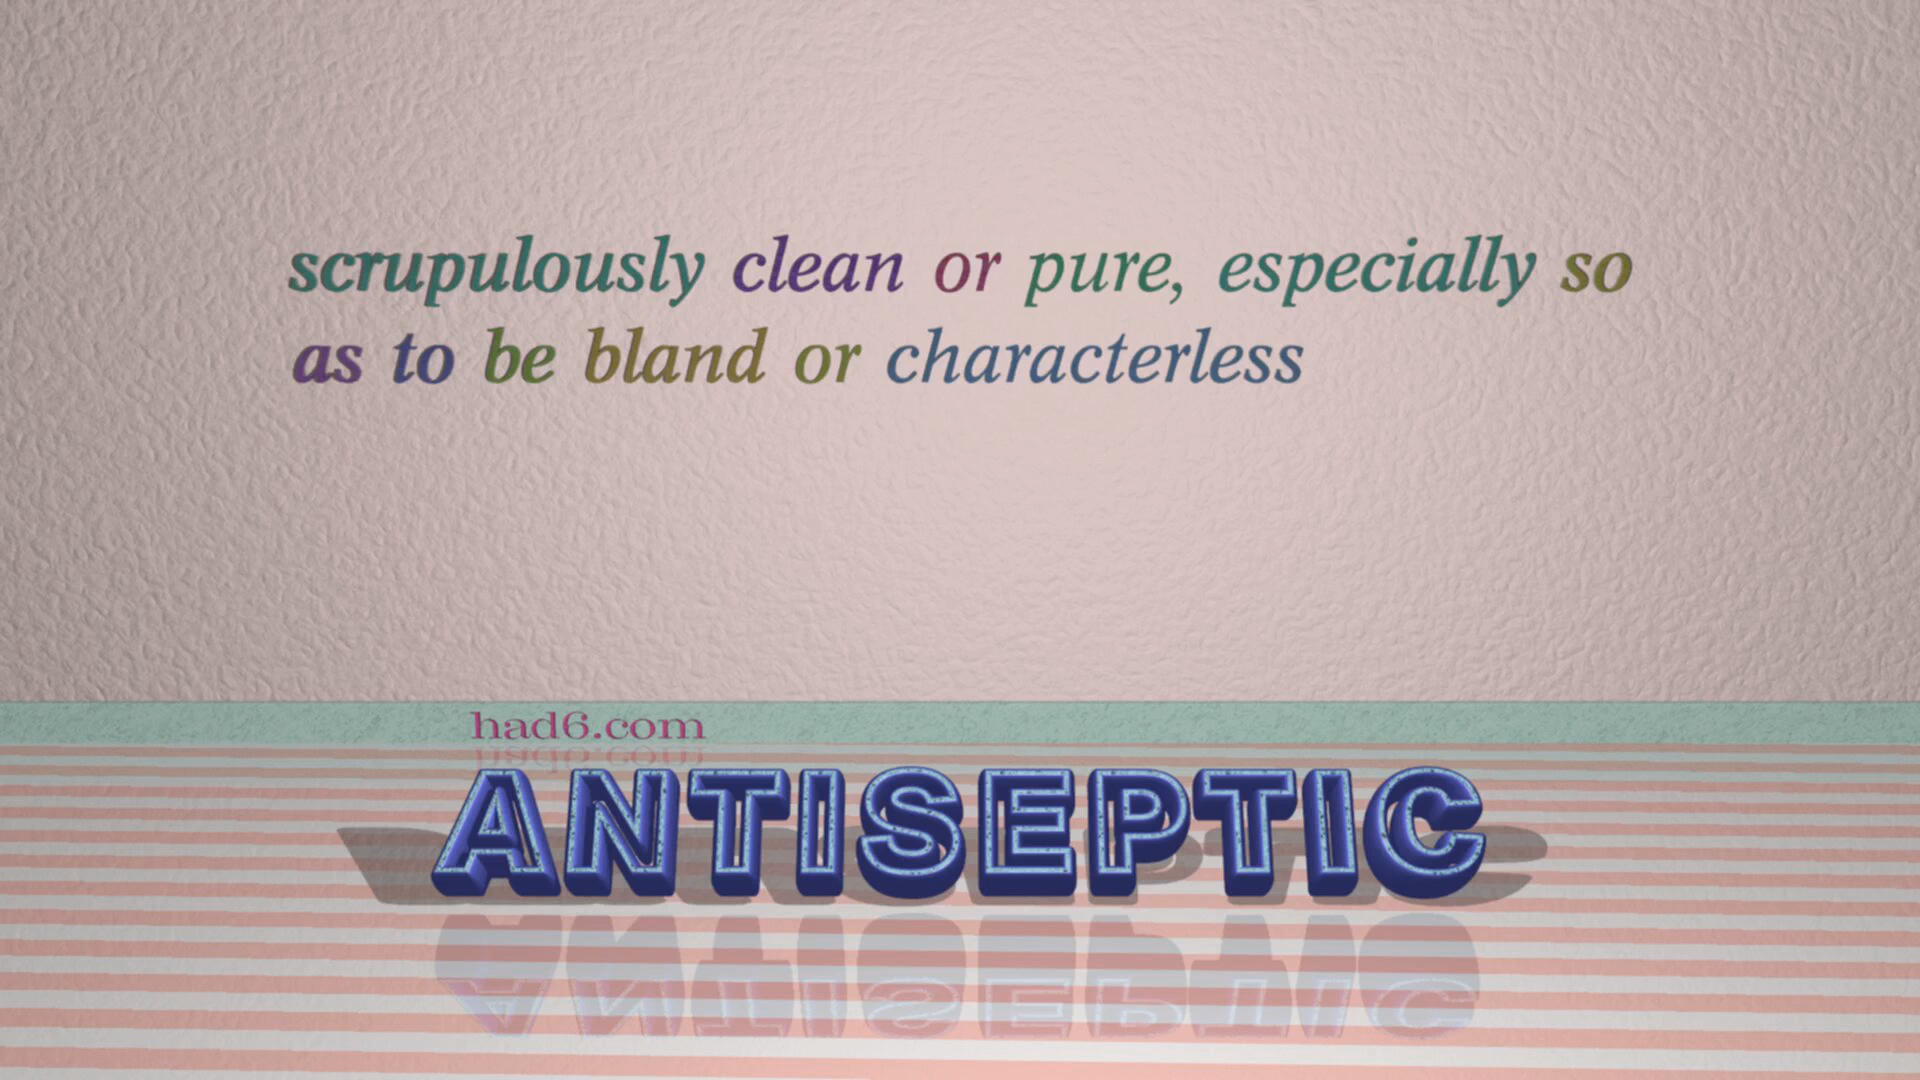 scrupulously clean or pure, especially so
as to be bland or characterless
had6.com
ANTISEPTIC